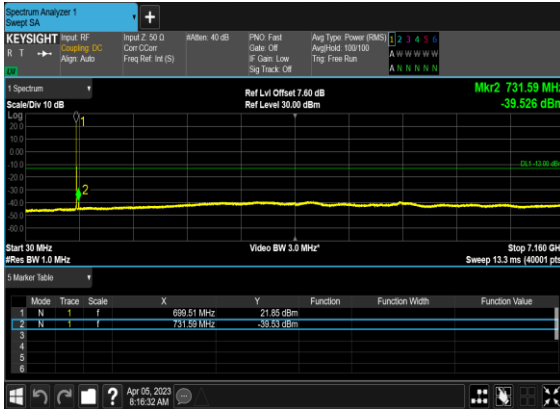 Spectrum Analyzer 1
Swept SA
+
KEYSIGHT Input: RF Input Z: 50 Ω #Atten: 40 dB PNO: Fast Avg Type: Power (RMS) 1 2 3 4 5 6
R T Coupling: DC Corr CCorr Gate: Off Avg|Hold: 100/100 A W W W W W
Align: Auto Freq Ref: Int (S) IF Gain: Low Trig: Free Run
Sig Track: Off A N N N N N
1 Spectrum Ref Lvl Offset 7.60 dB Mkr2 731.59 MHz
Scale/Div 10 dB Ref Level 30.00 dBm -39.526 dBm
Log
1
20.0
10.0
0.00
-10.0 DL1 -13.00 dBm
-20.0
-30.0 2
-40.0
-50.0
-60.0
Start 30 MHz Video BW 3.0 MHz* Stop 7.160 GHz
#Res BW 1.0 MHz Sweep 13.3 ms (40001 pts)
5 Marker Table
Mode Trace Scale X Y Function Function Width Function Value
1 N 1 f 699.51 MHz 21.85 dBm
2 N 1 f 731.59 MHz -39.53 dBm
3
4
5
6
? Apr 05, 2023
8:16:32 AM